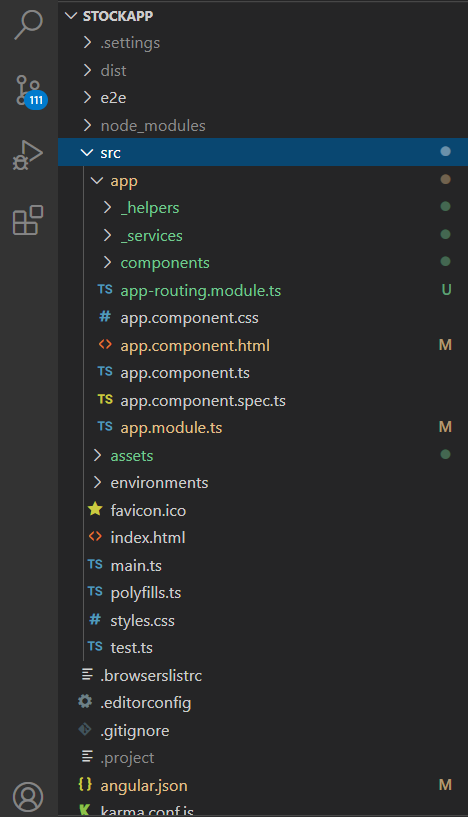 STOCKAPP
.settings
dist
111
e2e
node_modules
src
app
_helpers
_services
components
TS app-routing.module.ts U
# app.component.css
<> app.component.html M
TS app.component.ts
TS app.component.spec.ts
TS app.module.ts M
assets
environments
favicon.ico
<> index.html
TS main.ts
TS polyfills.ts
# styles.css
TS test.ts
.browserslistrc
.editorconfig
.gitignore
.project
{} angular.json M
karma.conf.js